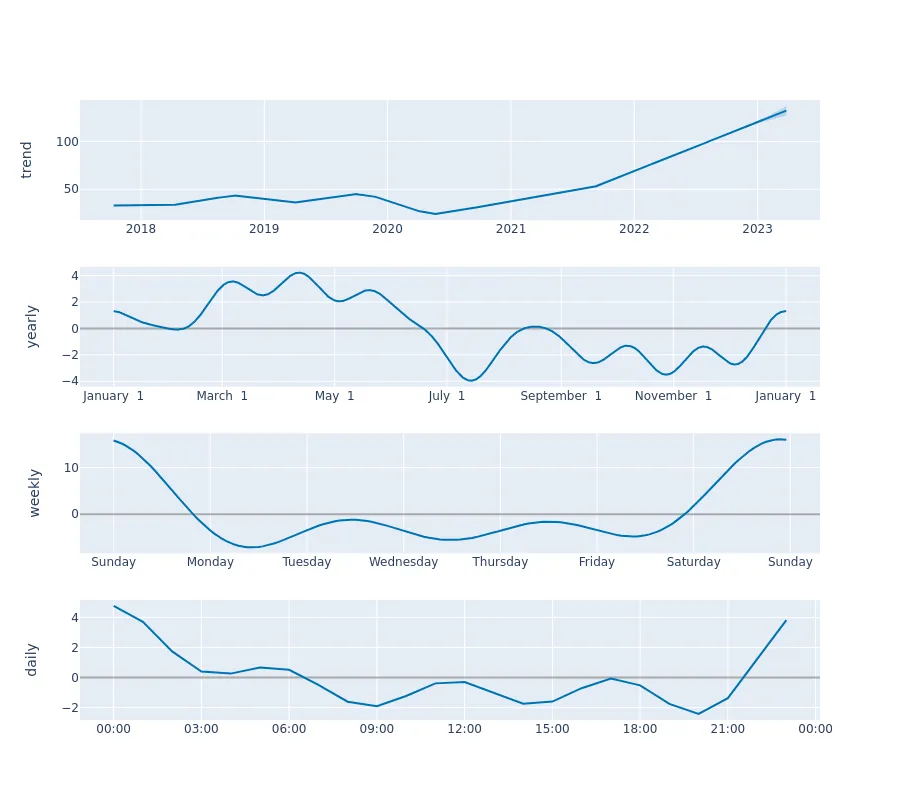 trend
100
50
2018 2019 2020 2021 2022 2023
yearly
4
2
0
−2
−4
January 1 March 1 May 1 July 1 September 1 November 1 January 1
weekly
10
0
Sunday Monday Tuesday Wednesday Thursday Friday Saturday Sunday
daily
4
2
0
−2
00:00 03:00 06:00 09:00 12:00 15:00 18:00 21:00 00:00